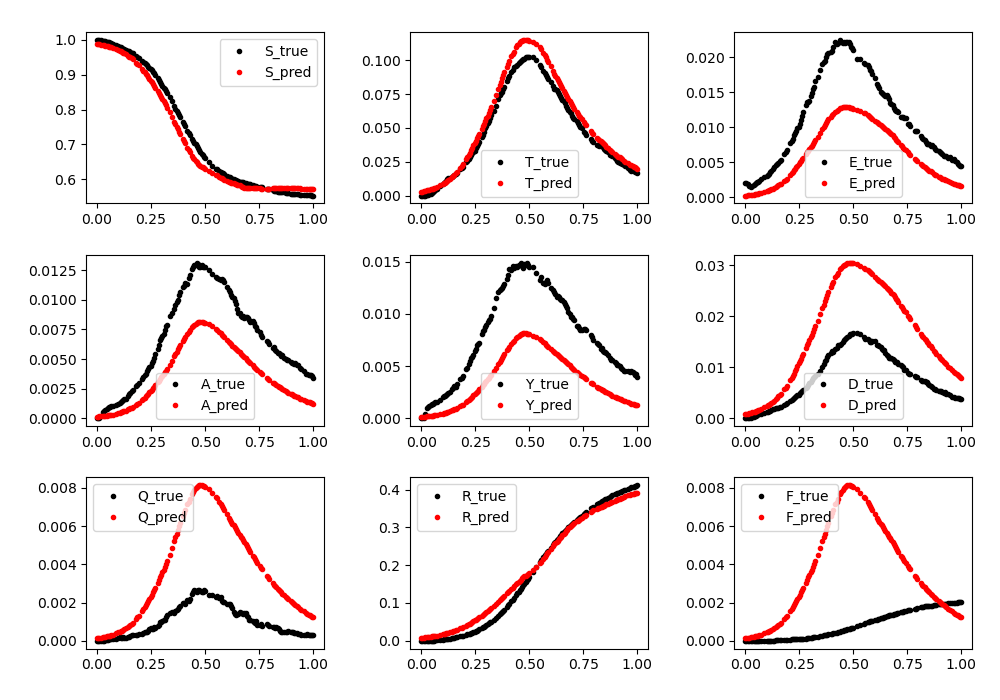 1.0
0.9
0.8
0.7
0.6
S_true
S_pred
0.00 0.25 0.50 0.75 1.00
0.100
0.075
0.050
0.025
0.000
T_true
T_pred
0.00 0.25 0.50 0.75 1.00
0.020
0.015
0.010
0.005
0.000
E_true
E_pred
0.00 0.25 0.50 0.75 1.00
0.0125
0.0100
0.0075
0.0050
0.0025
0.0000
A_true
A_pred
0.00 0.25 0.50 0.75 1.00
0.015
0.010
0.005
0.000
Y_true
Y_pred
0.00 0.25 0.50 0.75 1.00
0.03
0.02
0.01
0.00
D_true
D_pred
0.00 0.25 0.50 0.75 1.00
0.008
0.006
0.004
0.002
0.000
Q_true
Q_pred
0.00 0.25 0.50 0.75 1.00
0.4
0.3
0.2
0.1
0.0
R_true
R_pred
0.00 0.25 0.50 0.75 1.00
0.008
0.006
0.004
0.002
0.000
F_true
F_pred
0.00 0.25 0.50 0.75 1.00